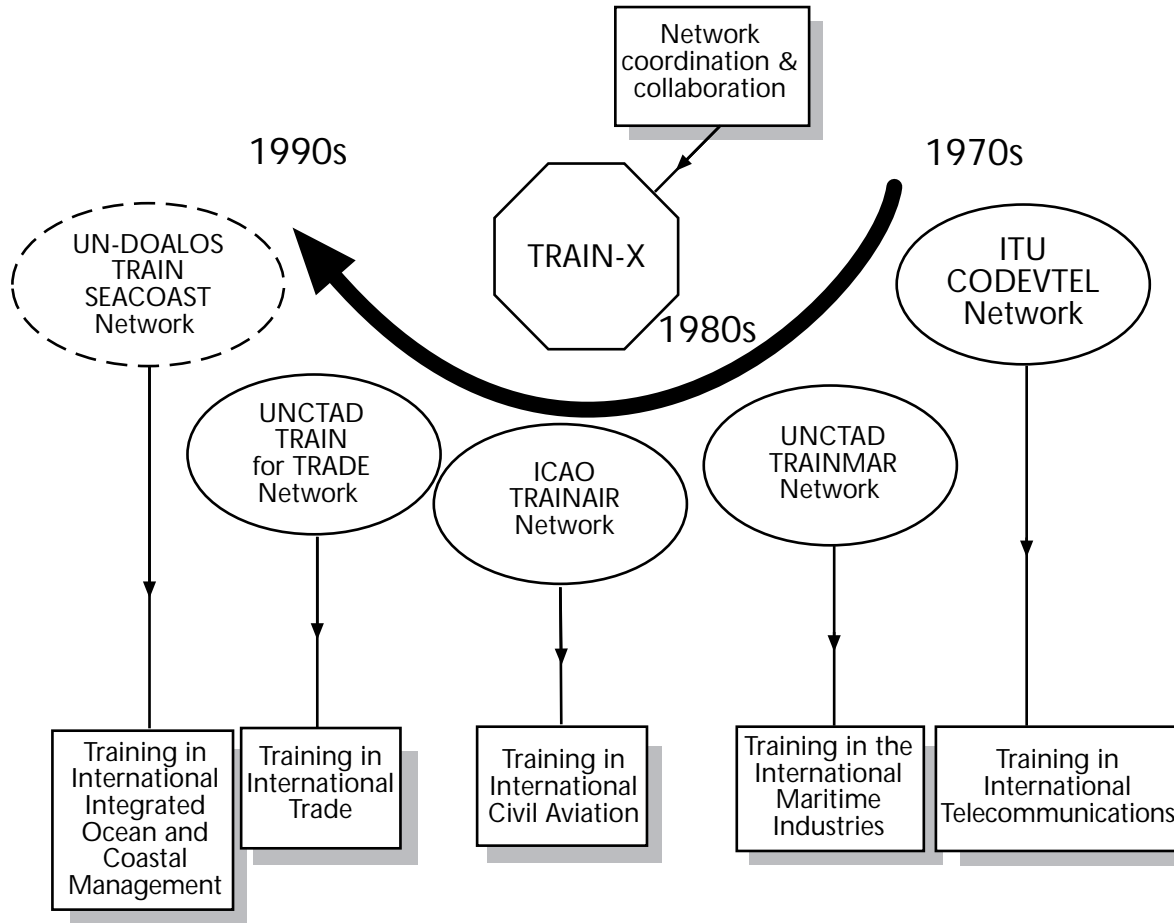 Network
coordination &
collaboration
1990s
1970s
UN-DOALOS
TRAIN
SEACOAST
Network
TRAIN-X
ITU
CODEVTEL
Network
1980s
UNCTAD
TRAIN
for TRADE
Network
ICAO
TRAINAIR
Network
UNCTAD
TRAINMAR
Network
Training in
International
Integrated
Ocean and
Coastal
Management
Training in
International
Trade
Training in
International
Civil Aviation
Training in the
International
Maritime
Industries
Training in
International
Telecommunications